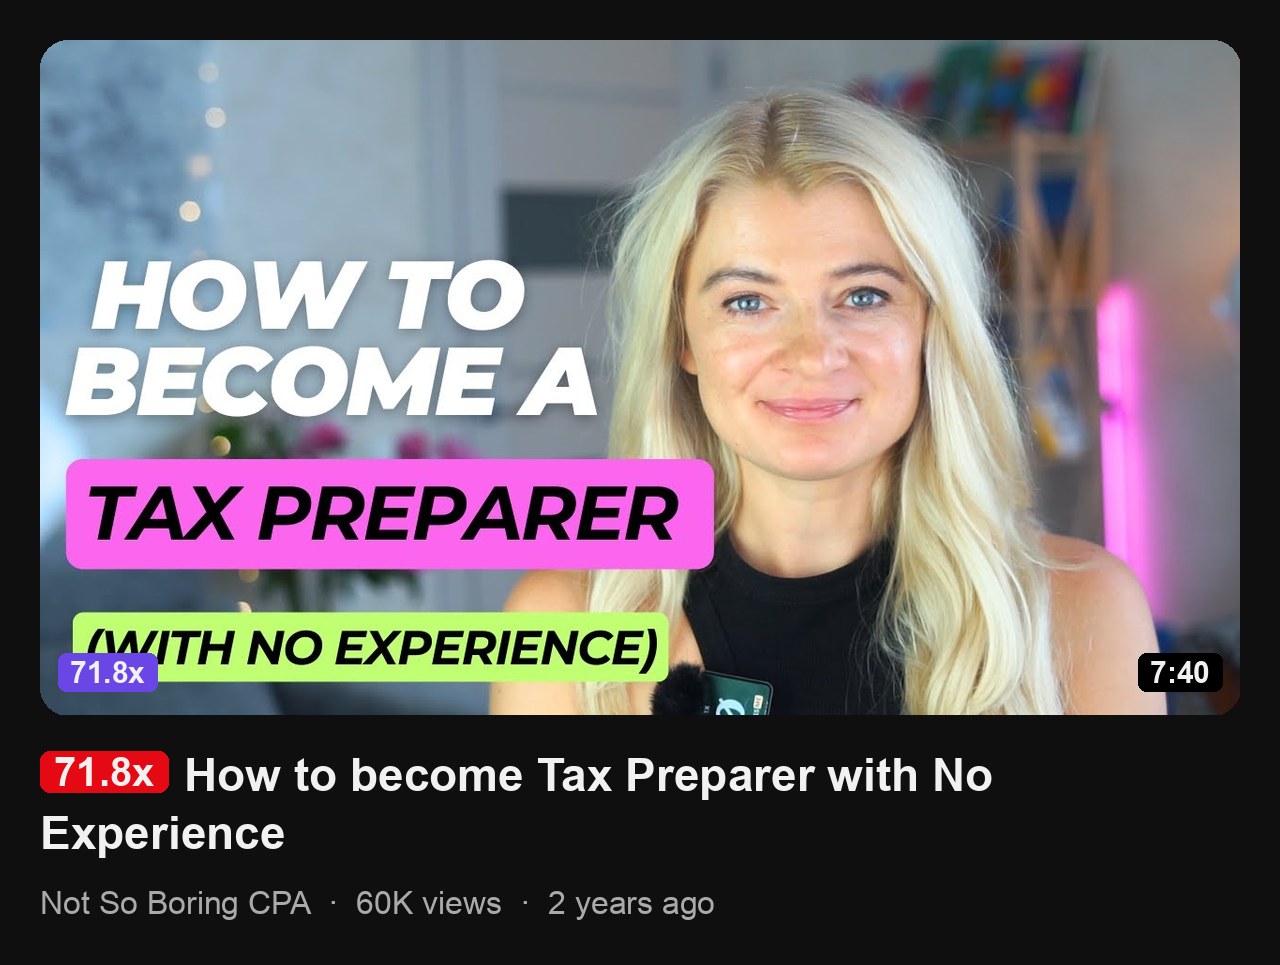 HOW TO
BECOME A
TAX PREPARER
(WITH NO EXPERIENCE)
71.8x
7:40
71.8x How to become Tax Preparer with No
Experience
Not So Boring CPA · 60K views · 2 years ago